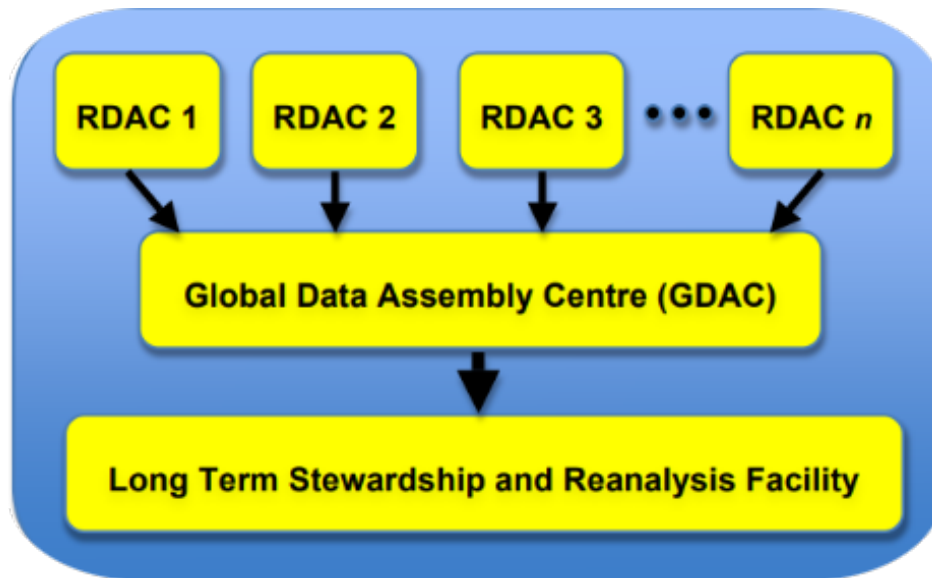 RDAC 1
RDAC 2
RDAC 3
•••
RDAC n
Global Data Assembly Centre (GDAC)
Long Term Stewardship and Reanalysis Facility